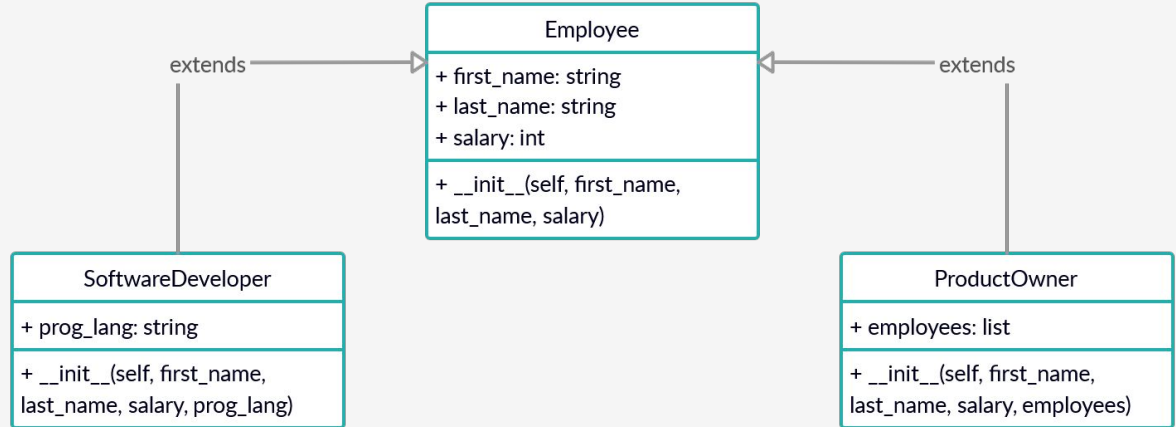 Employee
+ first_name: string
+ last_name: string
+ salary: int
+ __init__(self, first_name,
last_name, salary)
extends
extends
SoftwareDeveloper
+ prog_lang: string
+ __init__(self, first_name,
last_name, salary, prog_lang)
ProductOwner
+ employees: list
+ __init__(self, first_name,
last_name, salary, employees)